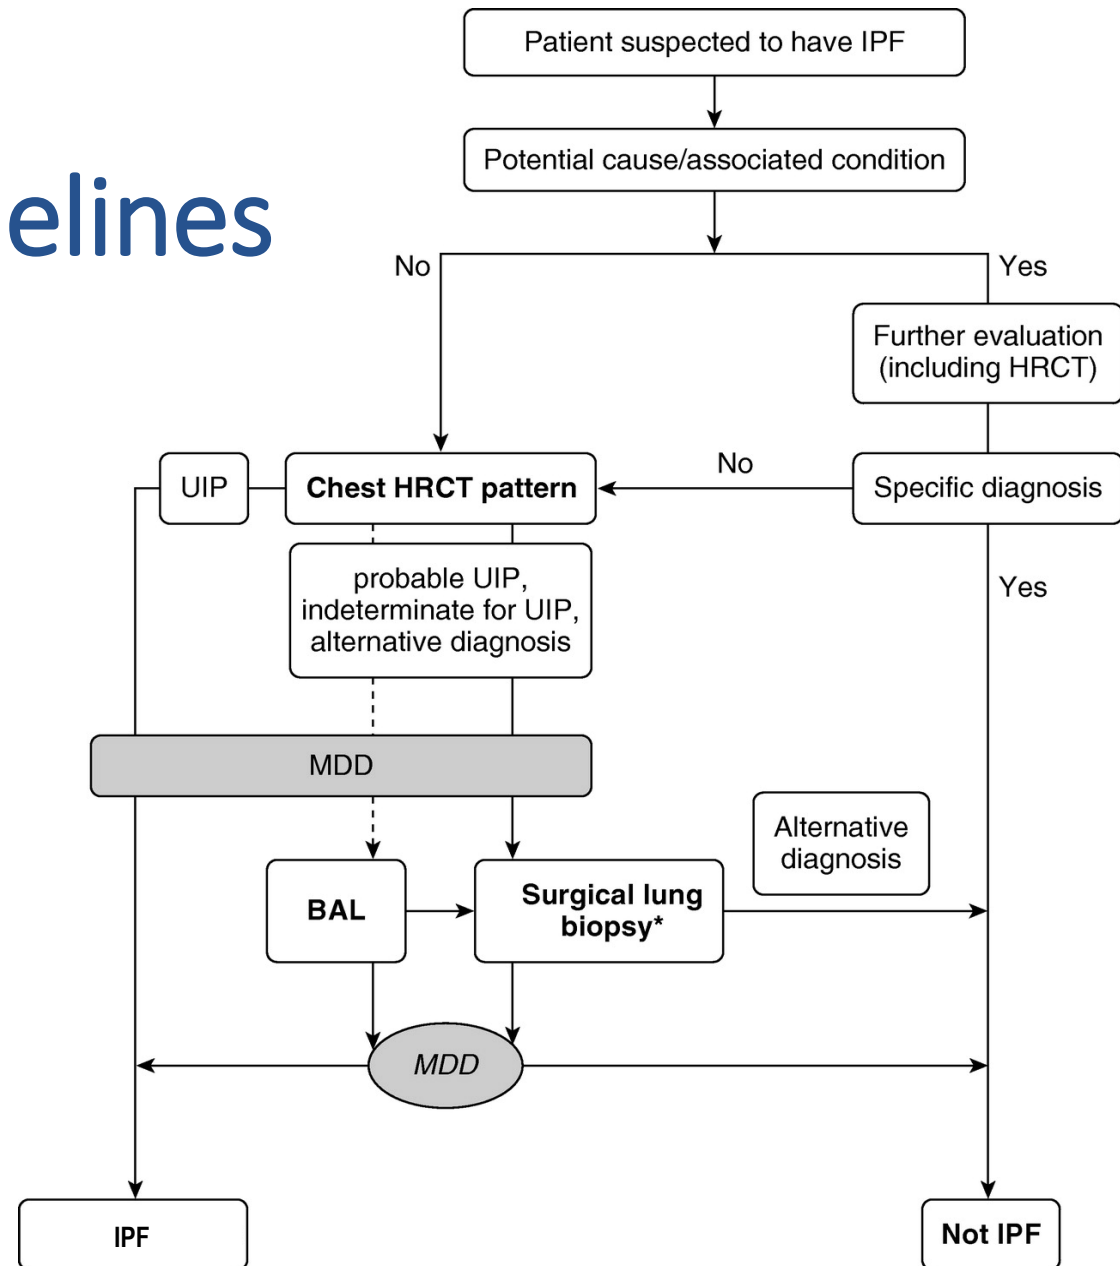 Patient suspected to have IPF
Potential cause/associated condition
elines
No
Yes
Further evaluation
(including HRCT)
UIP
Chest HRCT pattern
No
Specific diagnosis
probable UIP,
indeterminate for UIP,
alternative diagnosis
Yes
MDD
Alternative
diagnosis
BAL
Surgical lung
biopsy*
MDD
IPF
Not IPF